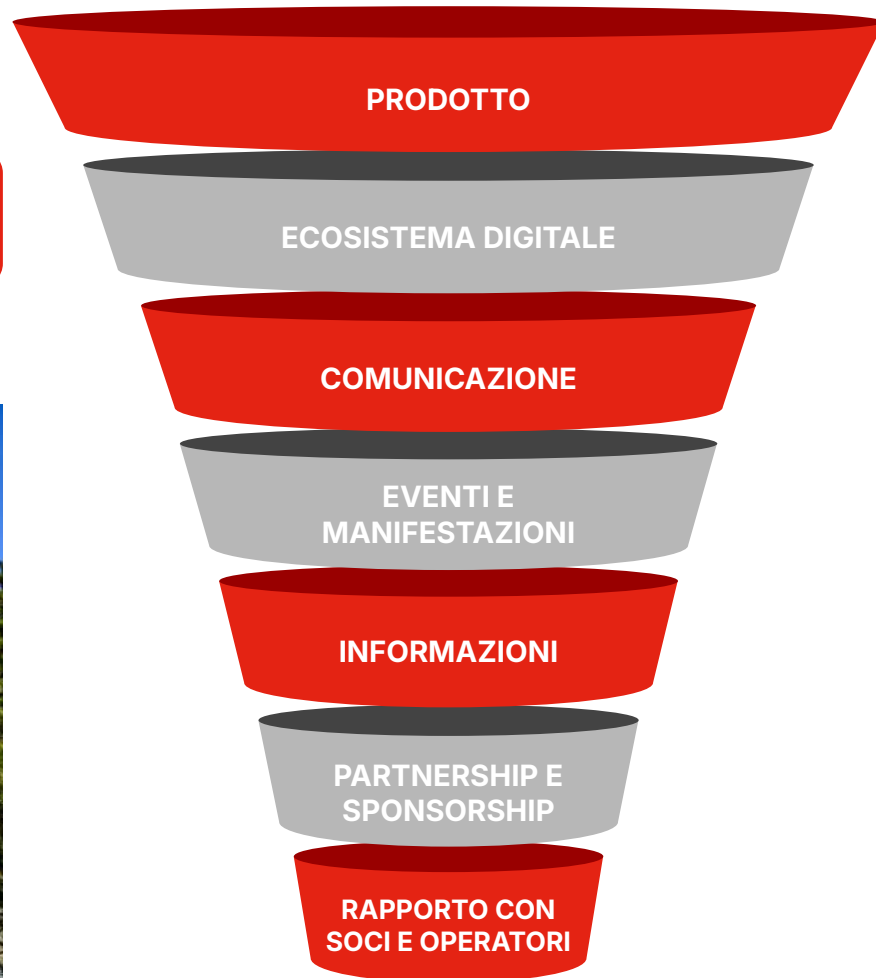 PRODOTTO
ECOSISTEMA DIGITALE
COMUNICAZIONE
EVENTI E
MANIFESTAZIONI
INFORMAZIONI
PARTNERSHIP E
SPONSORSHIP
RAPPORTO CON
SOCI E OPERATORI